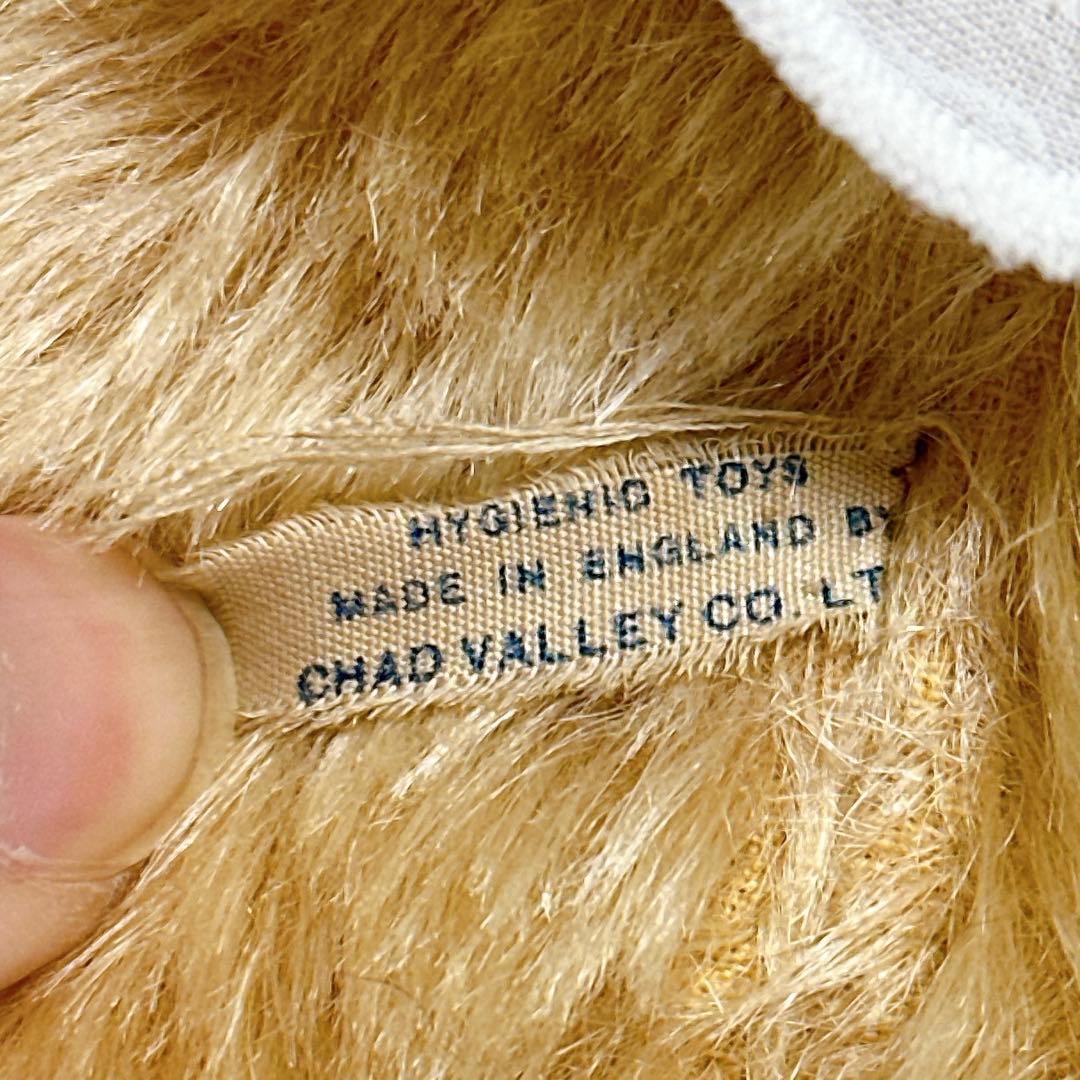 HYGIENIC TOYS
MADE IN ENGLAND BY
CHAD VALLEY CO. LT